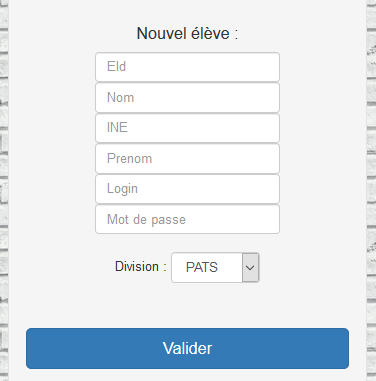 Nouvel élève :
EId
Nom
INE
Prenom
Login
Mot de passe
Division : PATS
Valider